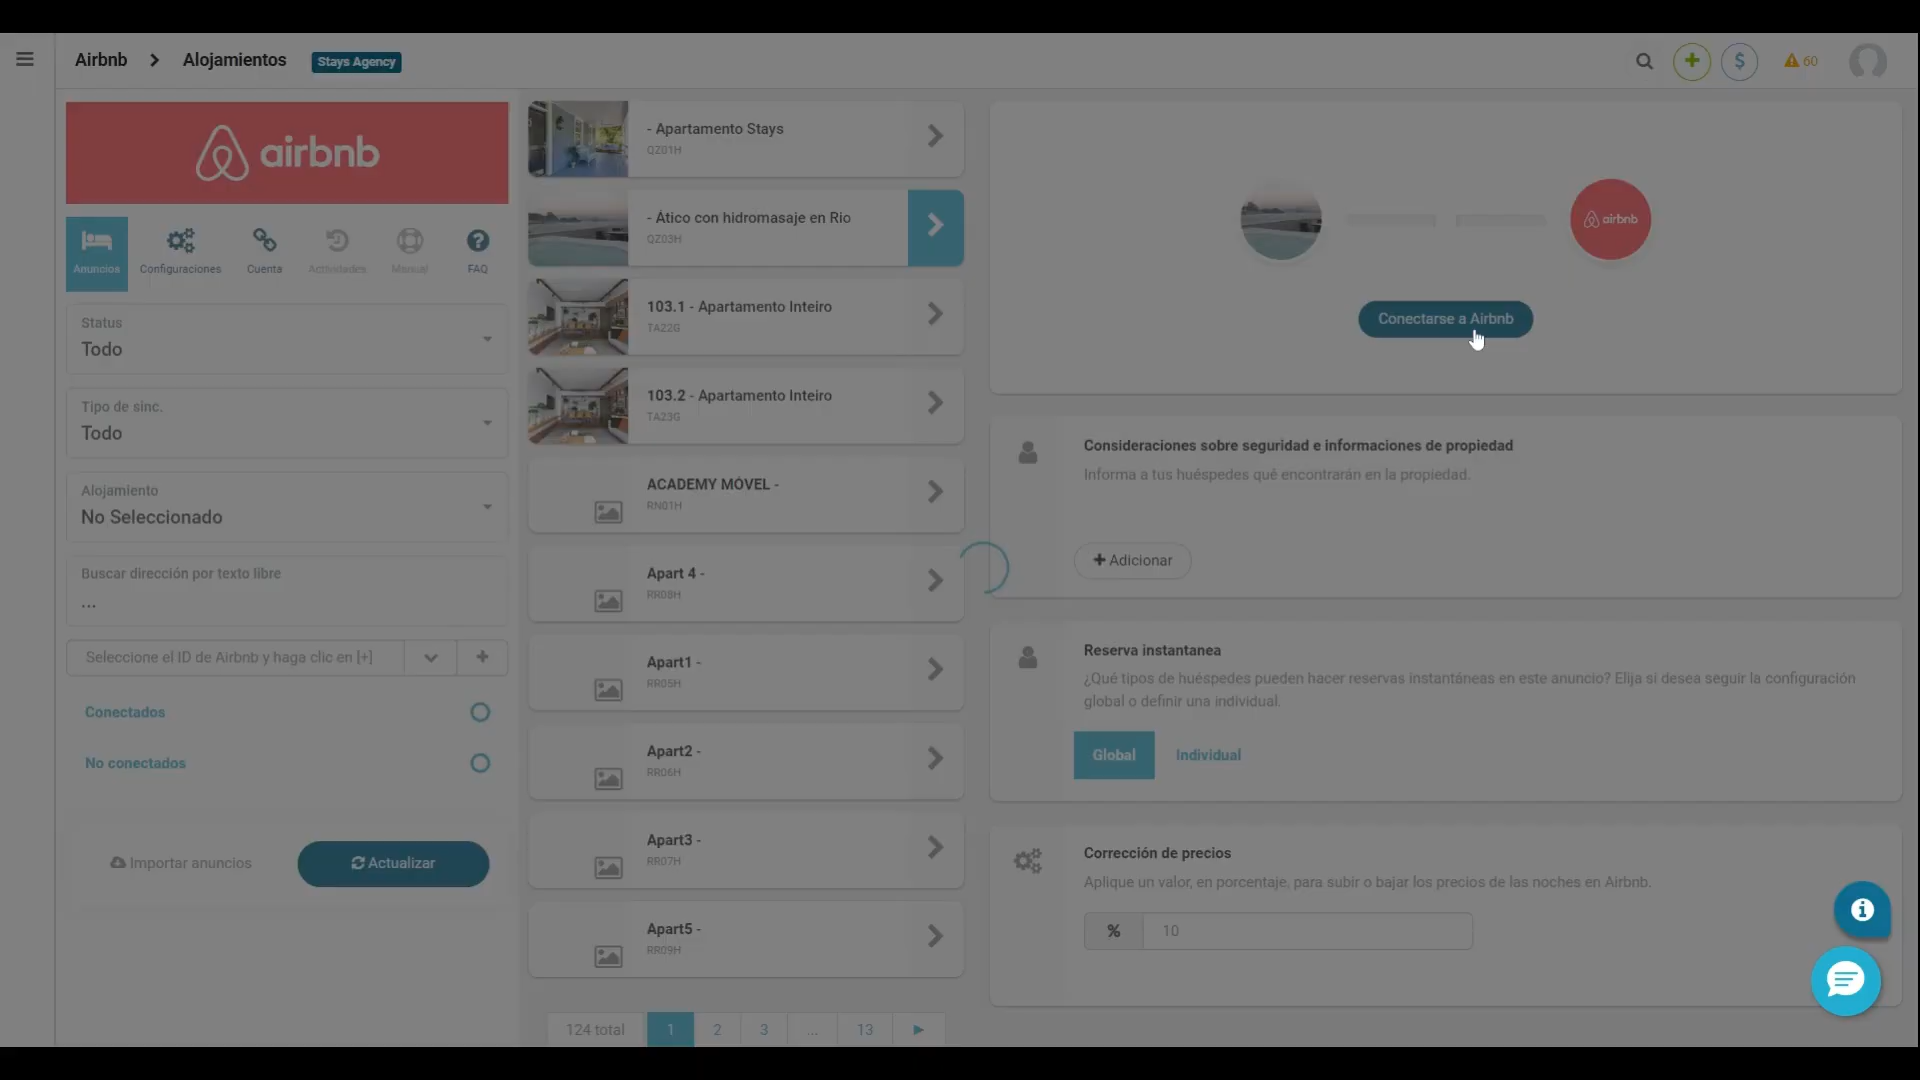 Airbnb
Alojamientos
Stays Agency
60
airbnb
Anuncios
Configuraciones
Cuenta
Actividades
Manual
FAQ
Status
Todo
Tipo de sinc.
Todo
Alojamiento
No Seleccionado
Buscar dirección por texto libre
...
Seleccione el ID de Airbnb y haga clic en [+]
Conectados
No conectados
Importar anuncios
Actualizar
- Apartamento Stays
QZ01H
- Ático con hidromasaje en Rio
QZ03H
103.1 - Apartamento Inteiro
TA22G
103.2 - Apartamento Inteiro
TA23G
ACADEMY MÓVEL -
RN01H
Apart 4 -
RR08H
Apart1 -
RR05H
Apart2 -
RR06H
Apart3 -
RR07H
Apart5 -
RR09H
124 total
1
2
3
...
13
airbnb
Conectarse a Airbnb
Consideraciones sobre seguridad e informaciones de propiedad
Informa a tus huéspedes qué encontrarán en la propiedad.
+ Adicionar
Reserva instantanea
¿Qué tipos de huéspedes pueden hacer reservas instantáneas en este anuncio? Elija si desea seguir la configuración
global o definir una individual.
Global
Individual
Corrección de precios
Aplique un valor, en porcentaje, para subir o bajar los precios de las noches en Airbnb.
%
10